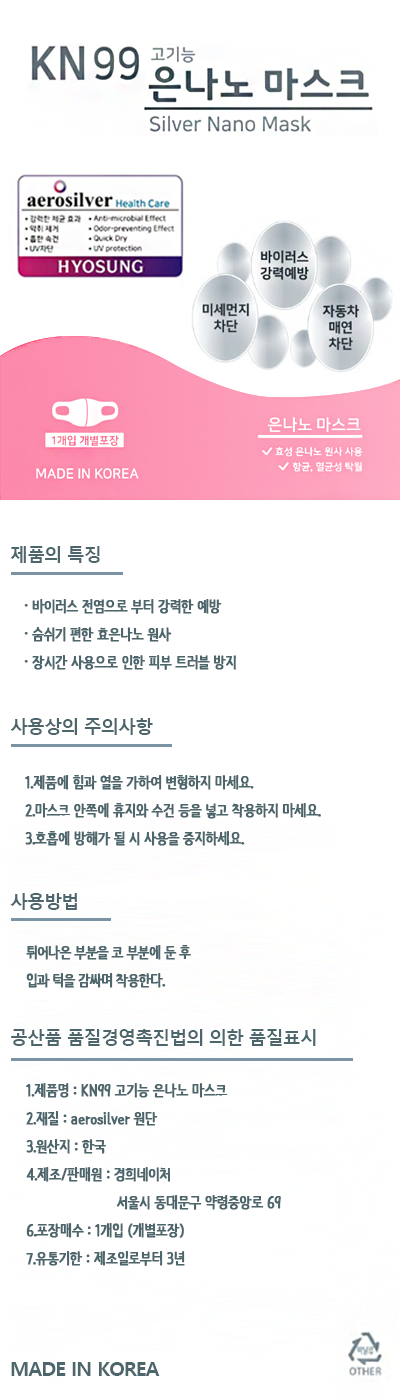 KN99 고기능
은나노 마스크
Silver Nano Mask
aerosilver Health Care
• 강력한 제균 효과 • Anti-microbial Effect
• 악취 제거 • Odor-preventing Effect
• 흡한 속건 • Quick Dry
• UV차단 • UV protection
HYOSUNG
바이러스
강력예방
미세먼지
차단
자동차
매연
차단
1개입 개별포장
MADE IN KOREA
은나노 마스크
✓ 효성 은나노 원사 사용
✓ 항균, 멸균성 탁월
제품의 특징
· 바이러스 전염으로 부터 강력한 예방
· 숨쉬기 편한 효은나노 원사
· 장시간 사용으로 인한 피부 트러블 방지
사용상의 주의사항
1.제품에 힘과 열을 가하여 변형하지 마세요.
2.마스크 안쪽에 휴지와 수건 등을 넣고 착용하지 마세요.
3.호흡에 방해가 될 시 사용을 중지하세요.
사용방법
튀어나온 부분을 코 부분에 둔 후
입과 턱을 감싸며 착용한다.
공산품 품질경영촉진법의 의한 품질표시
1.제품명 : KN99 고기능 은나노 마스크
2.재질 : aerosilver 원단
3.원산지 : 한국
4.제조/판매원 : 경희네이처
서울시 동대문구 약령중앙로 69
6.포장매수 : 1개입 (개별포장)
7.유통기한 : 제조일로부터 3년
비닐류
OTHER
MADE IN KOREA